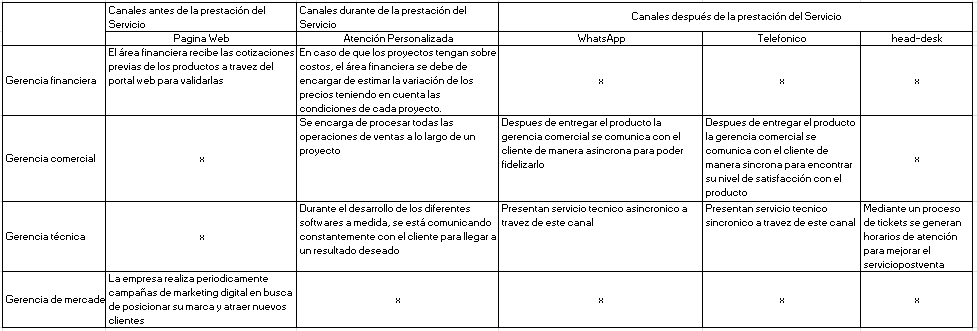 Canales antes de la prestación del
Servicio
Canales durante de la prestación del
Servicio
Canales después de la prestación del Servicio
Pagina Web
Atención Personalizada
WhatsApp
Telefonico
head-desk
Gerencia financiera
El área financiera recibe las cotizaciones
previas de los productos a travez del
portal web para validarlas
En caso de que los proyectos tengan sobre
costos, el área financiera se debe de
encargar de estimar la variación de los
precios teniendo en cuenta las
condiciones de cada proyecto.
x
x
x
Gerencia comercial
x
Se encarga de procesar todas las
operaciones de ventas a lo largo de un
proyecto
Despues de entregar el producto la
gerencia comercial se comunica con el
cliente de manera asincrona para poder
fidelizarlo
Despues de entregar el producto
la gerencia comercial se
comunica con el cliente de
manera sincrona para encontrar
su nivel de satisfacción con el
producto
x
Gerencia técnica
x
Durante el desarrollo de los diferentes
softwares a medida, se está comunicando
constantemente con el cliente para llegar a
un resultado deseado
Presentan servicio tecnico asincronico a
travez de este canal
Presentan servicio tecnico
sincronico a travez de este canal
Mediante un proceso
de tickets se generan
horarios de atención
para mejorar el
serviciopostventa
Gerencia de mercade
La empresa realiza periodicamente
campañas de marketing digital en busca
de posicionar su marca y atraer nuevos
clientes
x
x
x
x